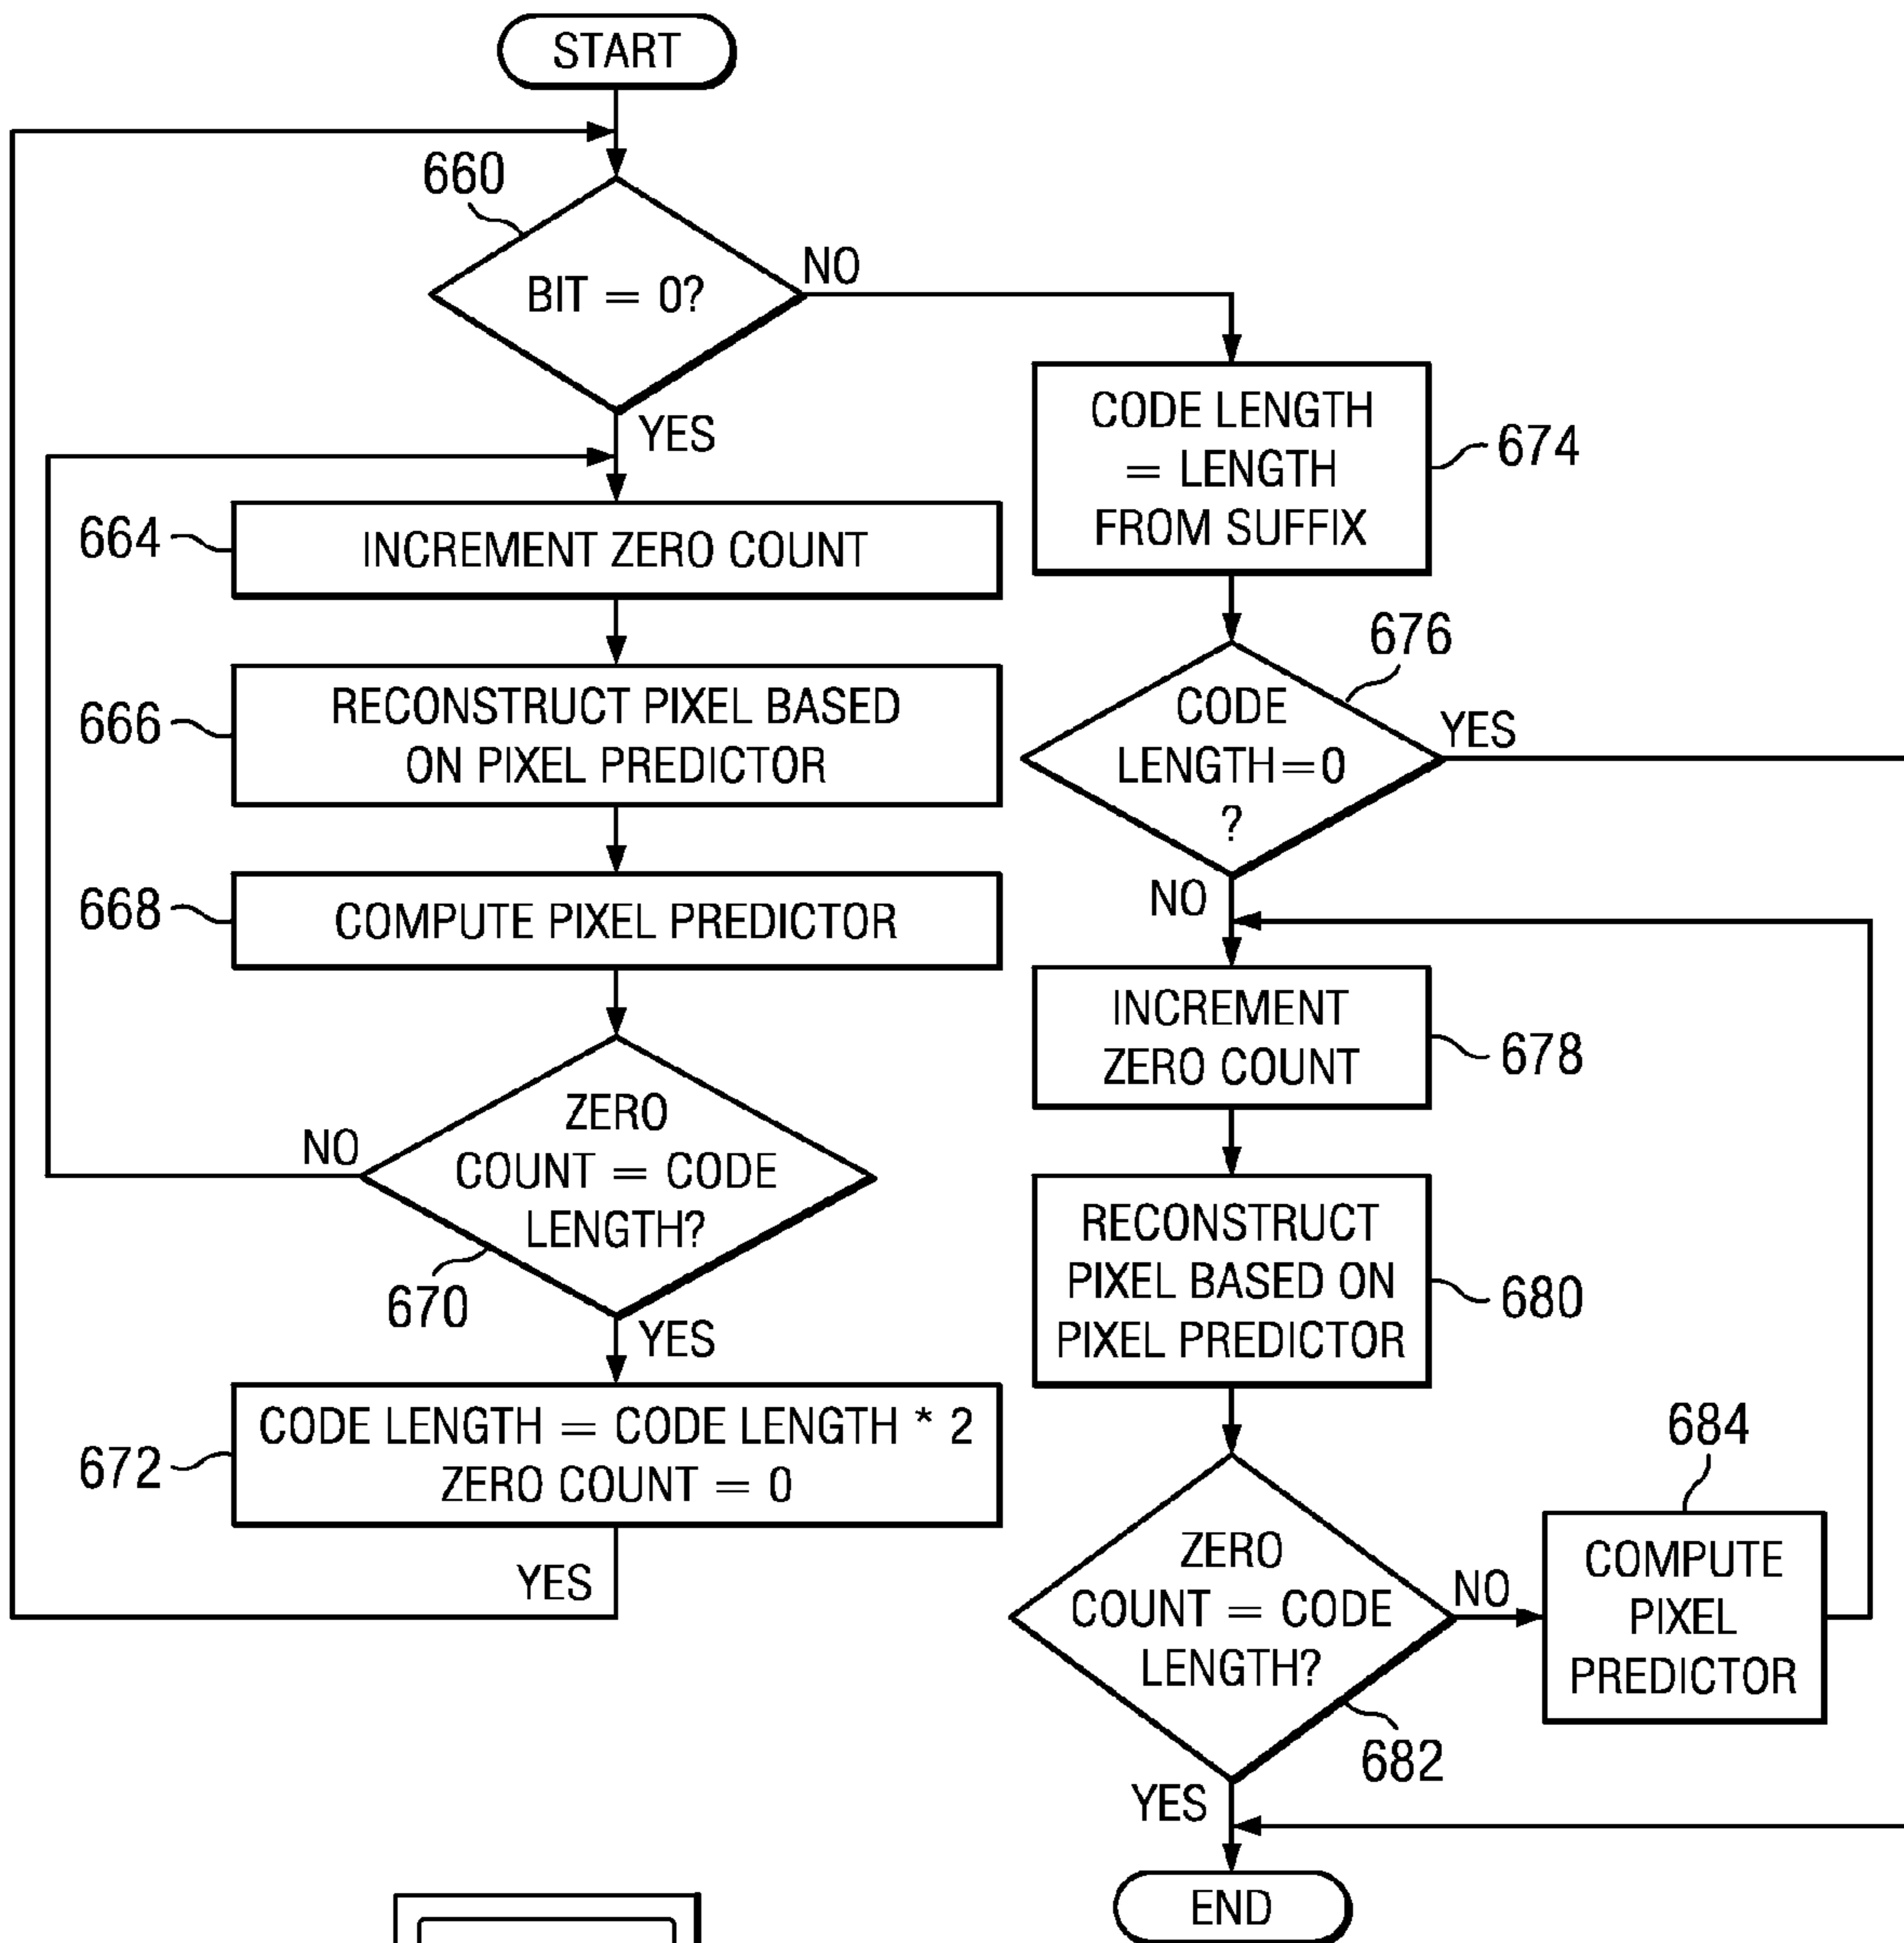 START
660
BIT = 0?
NO
YES
664
INCREMENT ZERO COUNT
666
RECONSTRUCT PIXEL BASED
ON PIXEL PREDICTOR
668
COMPUTE PIXEL PREDICTOR
NO
ZERO
COUNT = CODE
LENGTH?
670
YES
672
CODE LENGTH = CODE LENGTH * 2
ZERO COUNT = 0
YES
CODE LENGTH
= LENGTH
FROM SUFFIX
674
676
CODE
LENGTH=0
?
YES
NO
INCREMENT
ZERO COUNT
678
RECONSTRUCT
PIXEL BASED ON
PIXEL PREDICTOR
680
ZERO
COUNT = CODE
LENGTH?
NO
682
684
COMPUTE
PIXEL
PREDICTOR
YES
END